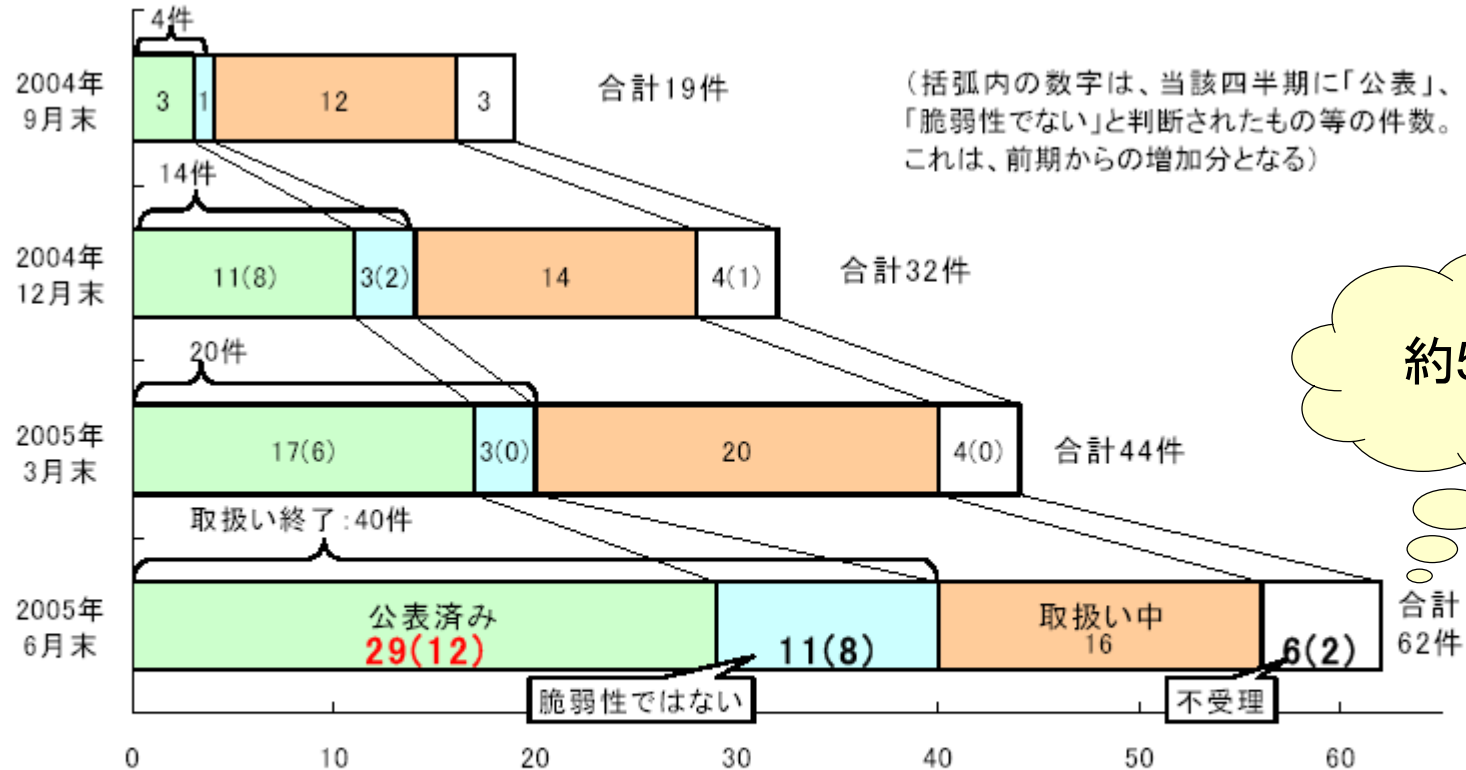 4件
2004年
9月末
3
1
12
3
合計19件
(括弧内の数字は、当該四半期に「公表」、
「脆弱性でない」と判断されたもの等の件数。
これは、前期からの増加分となる)
14件
2004年
12月末
11(8)
3(2)
14
4(1)
合計32件
約5
20件
2005年
3月末
17(6)
3(0)
20
4(0)
合計44件
取扱い終了:40件
2005年
6月末
公表済み
29(12)
11(8)
取扱い中
16
6(2)
合計
62件
脆弱性ではない
不受理
0 10 20 30 40 50 60